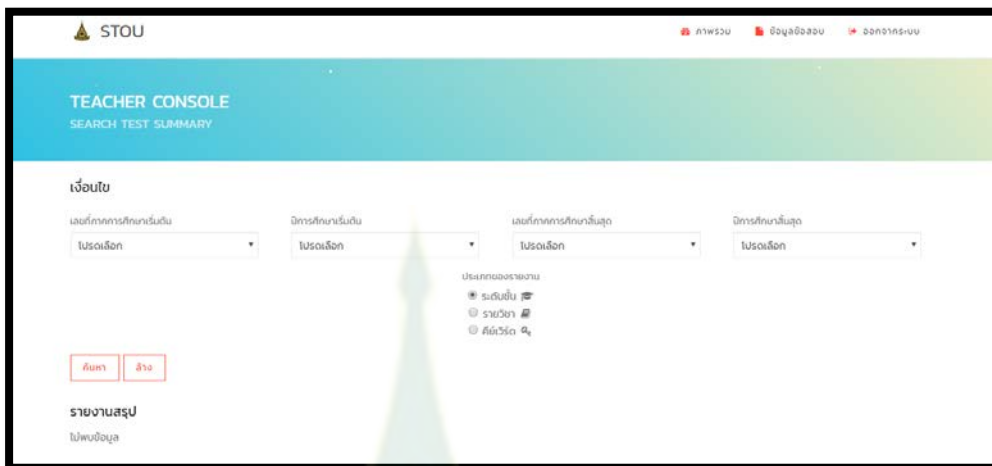 STOU
ภาพรวม ข้อมูลข้อสอบ ออกจากระบบ
TEACHER CONSOLE
SEARCH TEST SUMMARY
เงื่อนไข
เลขที่ภาคการศึกษาเริ่มต้น ปีการศึกษาเริ่มต้น เลขที่ภาคการศึกษาสิ้นสุด ปีการศึกษาสิ้นสุด
โปรดเลือก โปรดเลือก โปรดเลือก โปรดเลือก
ประเภทของรายงาน
ระดับชั้น
รายวิชา
คีย์เวิร์ด
ค้นหา ล้าง
รายงานสรุป
ไม่พบข้อมูล